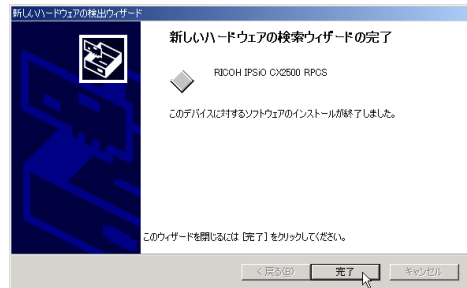 新しいハードウェアの検出ウィザード
新しいハードウェアの検索ウィザードの完了
RICOH IPSiO CX2500 RPCS
このデバイスに対するソフトウェアのインストールが終了しました。
このウィザードを閉じるには [完了] をクリックしてください。
< 戻る(B)
完了
キャンセル